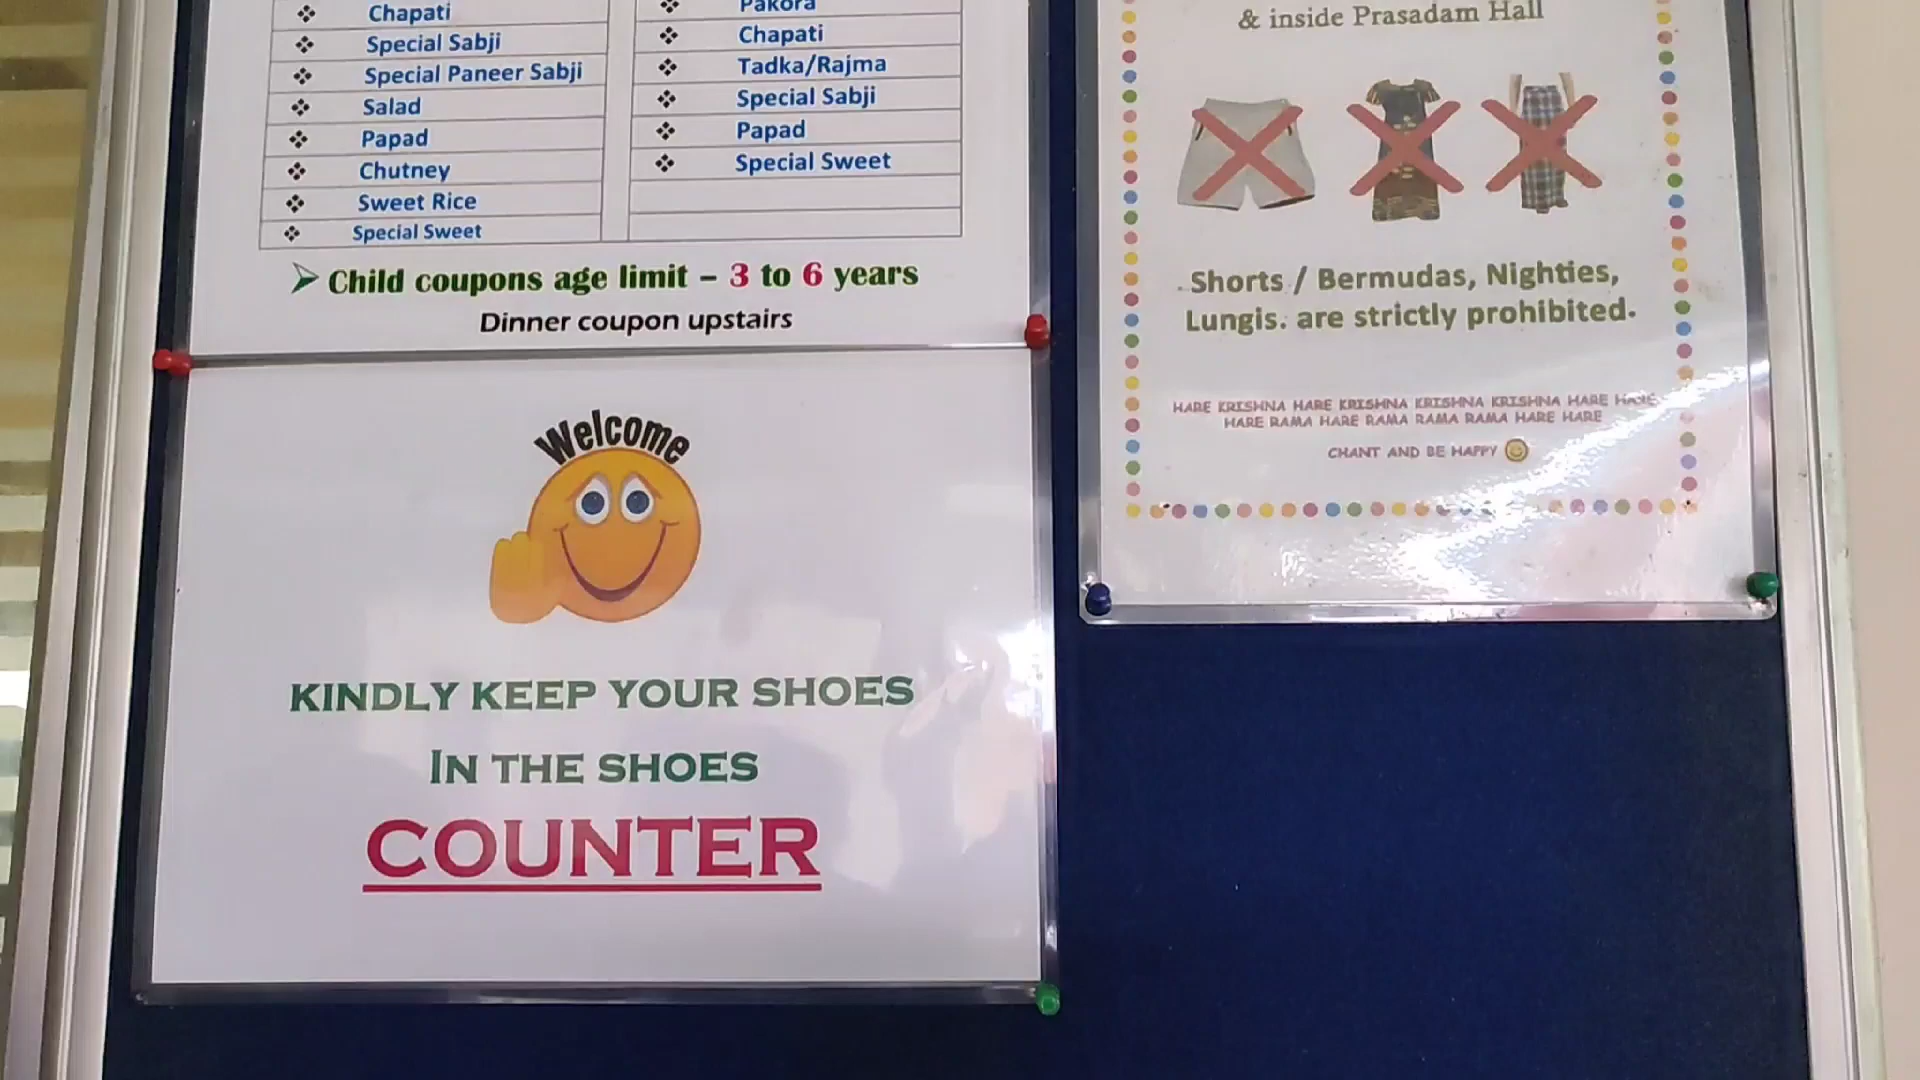 Chapati
Special Sabji
Special Paneer Sabji
Salad
Papad
Chutney
Sweet Rice
Special Sweet
Pakora
Chapati
Tadka/Rajma
Special Sabji
Papad
Special Sweet
Child coupons age limit – 3 to 6 years
Dinner coupon upstairs
Welcome
KINDLY KEEP YOUR SHOES
IN THE SHOES
COUNTER
& inside Prasadam Hall
Shorts / Bermudas, Nighties,
Lungis. are strictly prohibited.
HARE KRISHNA HARE KRISHNA KRISHNA KRISHNA HARE HARE
HARE RAMA HARE RAMA RAMA RAMA HARE HARE
CHANT AND BE HAPPY